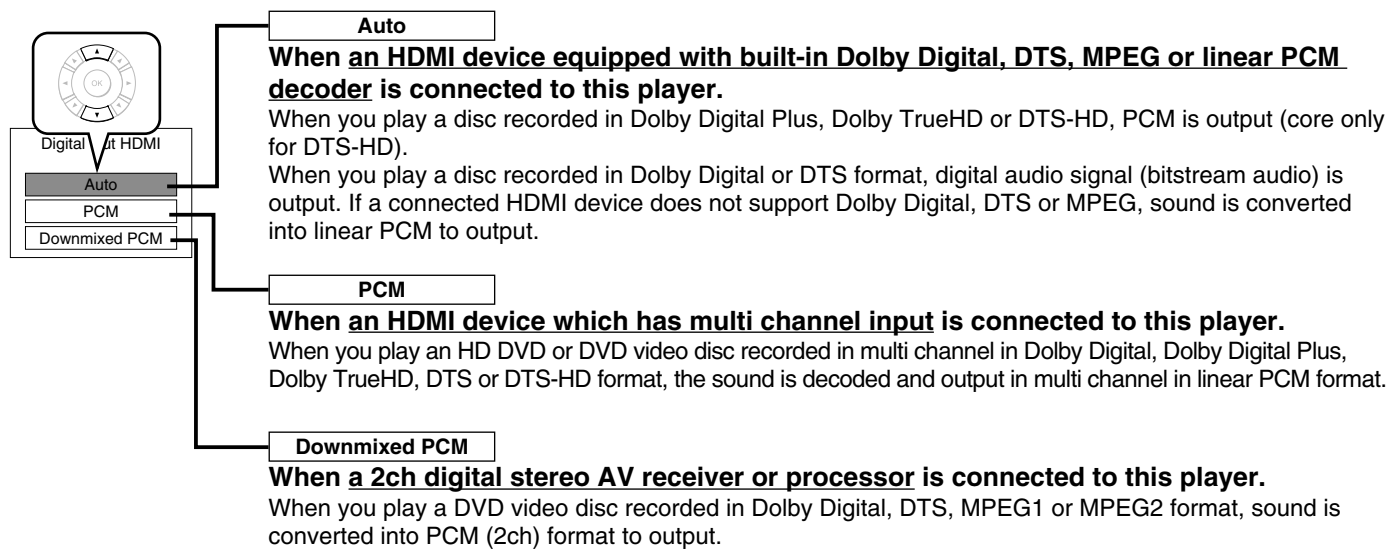 Auto
When an HDMI device equipped with built-in Dolby Digital, DTS, MPEG or linear PCM
decoder is connected to this player.
When you play a disc recorded in Dolby Digital Plus, Dolby TrueHD or DTS-HD, PCM is output (core only
for DTS-HD).
When you play a disc recorded in Dolby Digital or DTS format, digital audio signal (bitstream audio) is
output. If a connected HDMI device does not support Dolby Digital, DTS or MPEG, sound is converted
into linear PCM to output.
OK
Digital ut HDMI
Auto
PCM
Downmixed PCM
PCM
When an HDMI device which has multi channel input is connected to this player.
When you play an HD DVD or DVD video disc recorded in multi channel in Dolby Digital, Dolby Digital Plus,
Dolby TrueHD, DTS or DTS-HD format, the sound is decoded and output in multi channel in linear PCM format.
Downmixed PCM
When a 2ch digital stereo AV receiver or processor is connected to this player.
When you play a DVD video disc recorded in Dolby Digital, DTS, MPEG1 or MPEG2 format, sound is
converted into PCM (2ch) format to output.